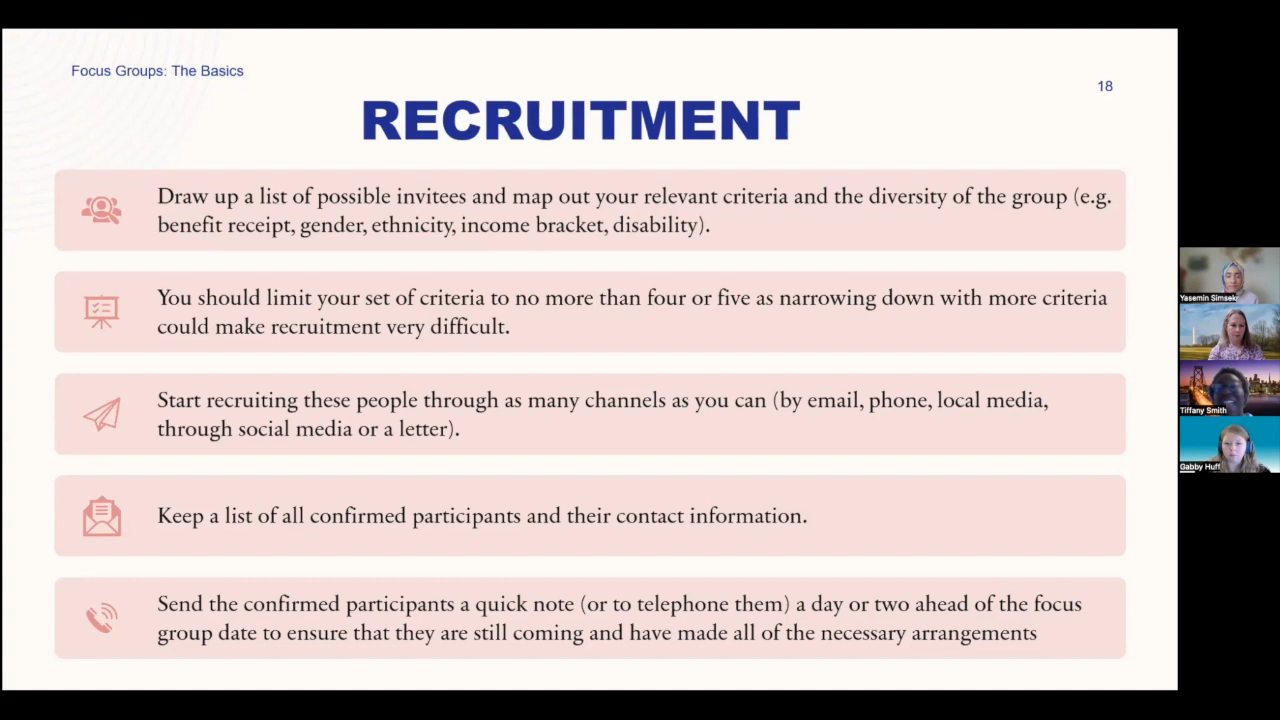 Focus Groups: The Basics
18
RECRUITMENT
Draw up a list of possible invitees and map out your relevant criteria and the diversity of the group (e.g.
benefit receipt, gender, ethnicity, income bracket, disability).
You should limit your set of criteria to no more than four or five as narrowing down with more criteria
could make recruitment very difficult.
Start recruiting these people through as many channels as you can (by email, phone, local media,
through social media or a letter).
Keep a list of all confirmed participants and their contact information.
Send the confirmed participants a quick note (or to telephone them) a day or two ahead of the focus
group date to ensure that they are still coming and have made all of the necessary arrangements
Yasemin Simsek
Tiffany Smith
Gabby Huff